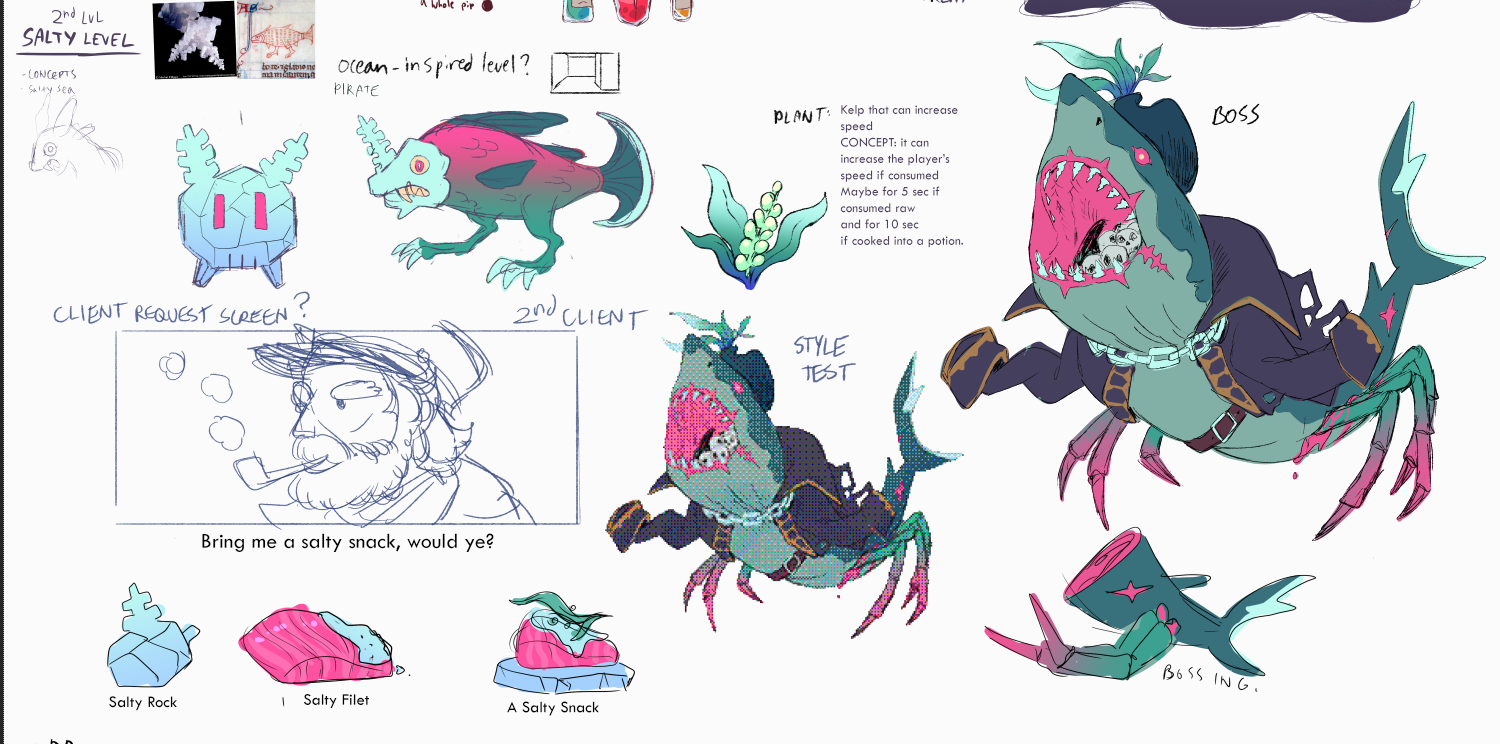 2nd LVL
SALTY LEVEL
- CONCEPTS
- Salty Sea
a whole
ocean-inspired level?
PIRATE
PLANT:
Kelp that can increase
speed
CONCEPT: it can
increase the player's
speed if consumed
Maybe for 5 sec if
consumed raw
and for 10 sec
if cooked into a potion.
BOSS
CLIENT REQUEST SCREEN?
2nd CLIENT
STYLE
TEST
Bring me a salty snack, would ye?
Salty Rock
Salty Filet
A Salty Snack
BOSS ING.